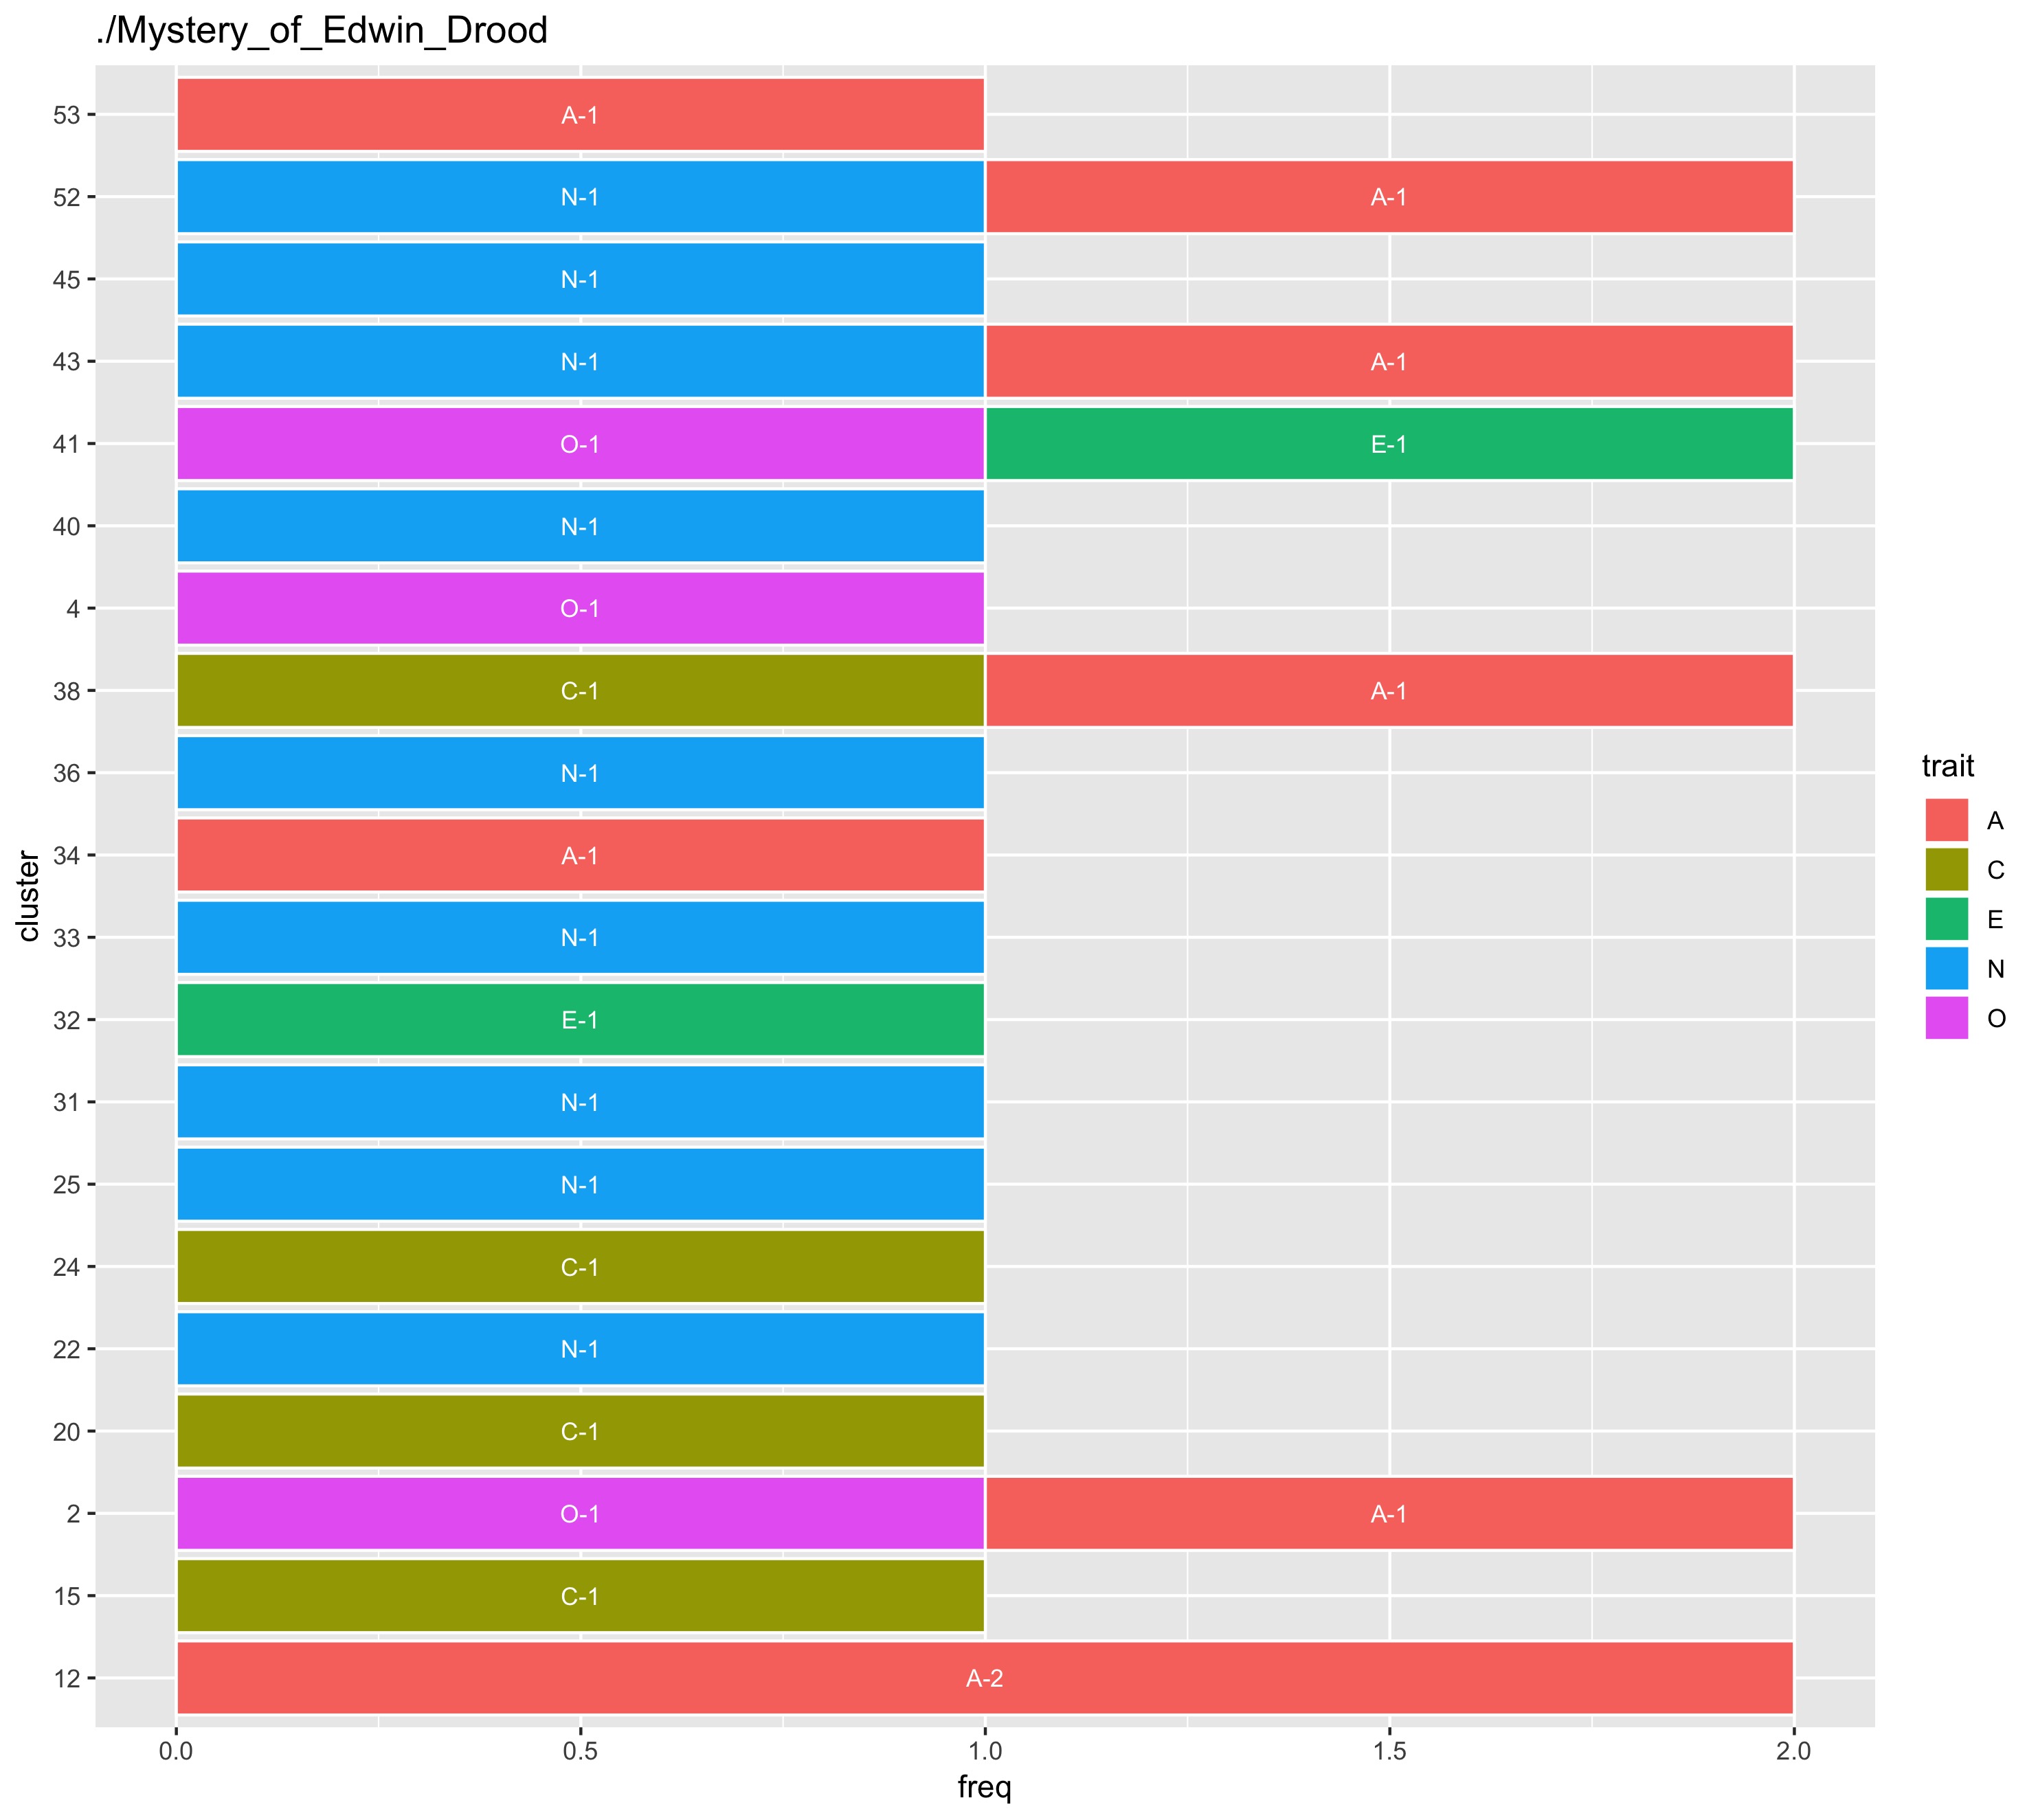 ./Mystery_of_Edwin_Drood
53 A-1
52 N-1 A-1
45 N-1
43 N-1 A-1
41 O-1 E-1
40 N-1
4 O-1
38 C-1 A-1
36 N-1
34 A-1
33 N-1
32 E-1
31 N-1
25 N-1
24 C-1
22 N-1
20 C-1
2 O-1 A-1
15 C-1
12 A-2
0.0 0.5 1.0 1.5 2.0
freq
cluster
trait
A
C
E
N
O